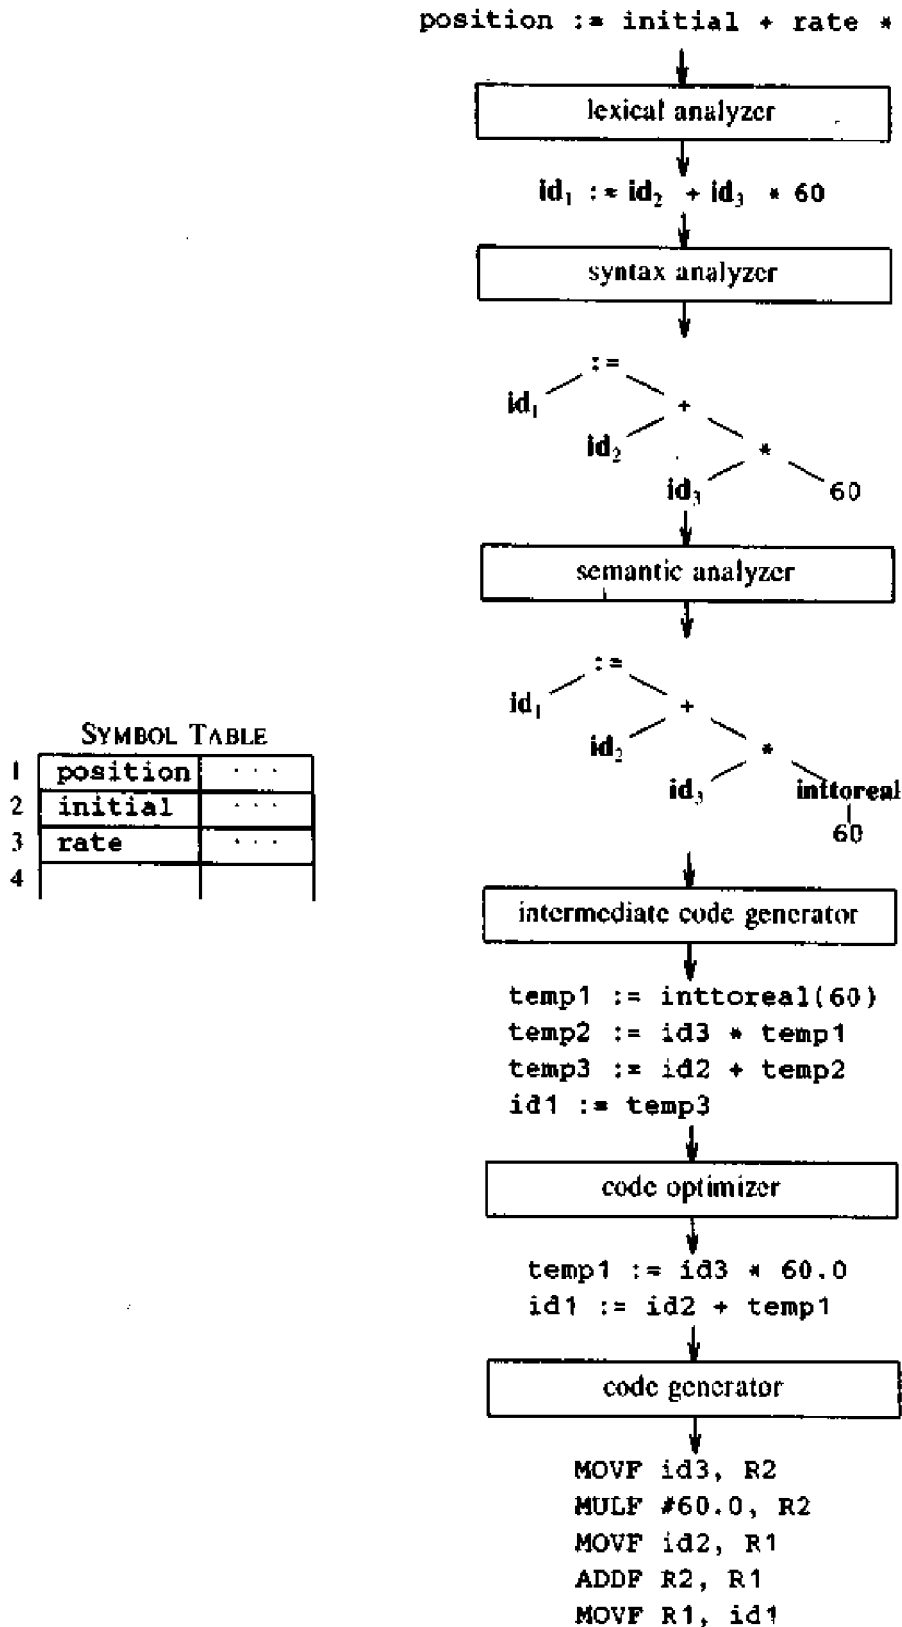 position := initial + rate *
lexical analyzer
id₁ := id₂ + id₃ * 60
syntax analyzer
:=
id₁ +
id₂ *
id₃ 60
semantic analyzer
:=
id₁ +
id₂ *
id₃ inttoreal
60
SYMBOL TABLE
1 position ...
2 initial ...
3 rate ...
4
intermediate code generator
temp1 := inttoreal(60)
temp2 := id3 * temp1
temp3 := id2 + temp2
id1 := temp3
code optimizer
temp1 := id3 * 60.0
id1 := id2 + temp1
code generator
MOVF id3, R2
MULF #60.0, R2
MOVF id2, R1
ADDF R2, R1
MOVF R1, id1